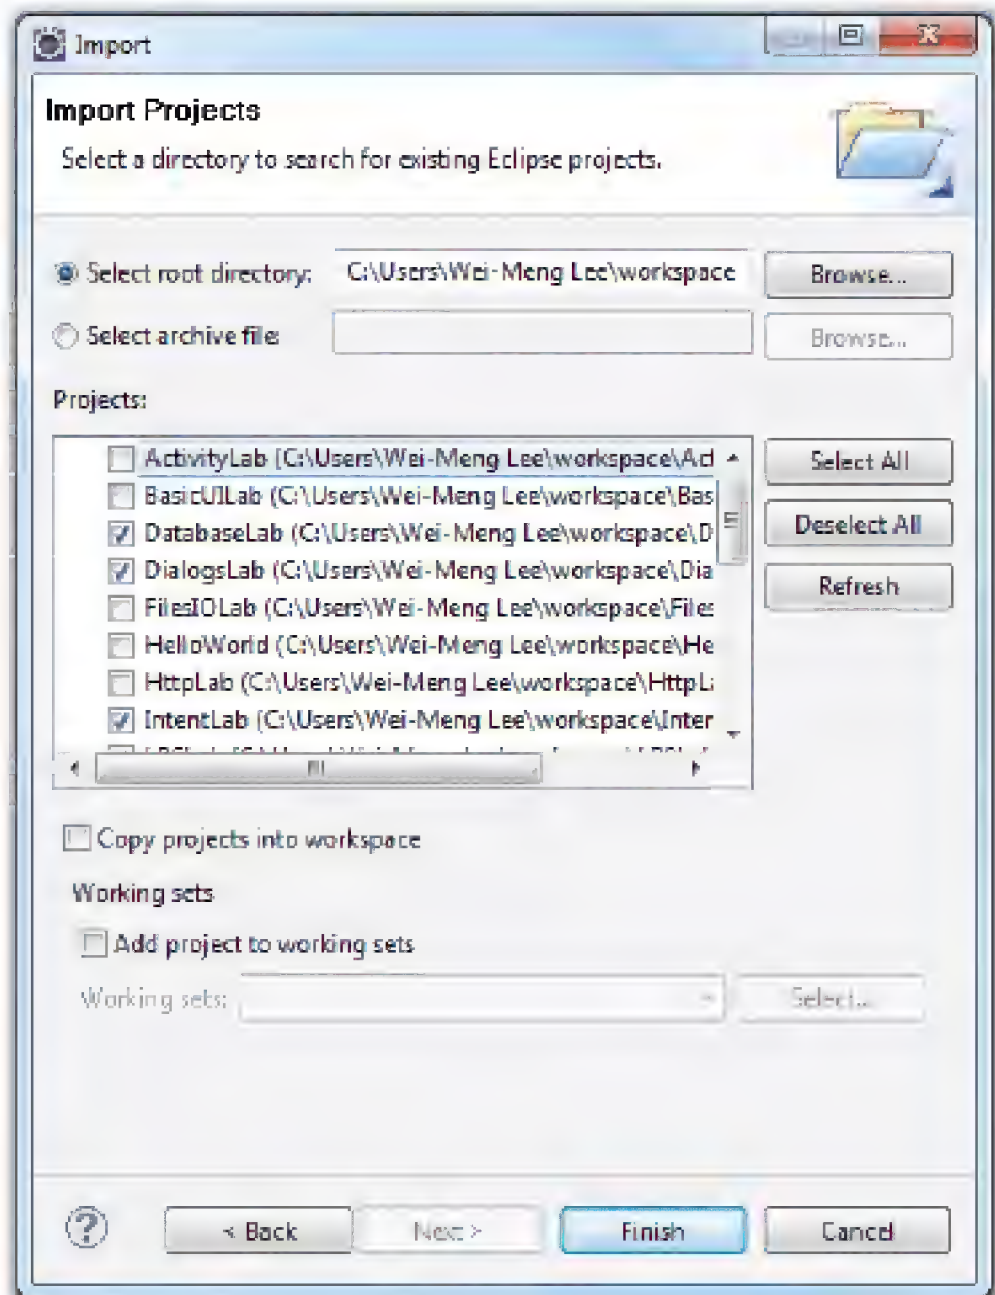 Import
Import Projects
Select a directory to search for existing Eclipse projects.
Select root directory: C:\Users\Wei-Meng Lee\workspace Browse...
Select archive file: Browse...
Projects:
ActivityLab (C:\Users\Wei-Meng Lee\workspace\Act
BasicUILab (C:\Users\Wei-Meng Lee\workspace\Bas
DatabaseLab (C:\Users\Wei-Meng Lee\workspace\D
DialogsLab (C:\Users\Wei-Meng Lee\workspace\Dia
FilesIOLab (C:\Users\Wei-Meng Lee\workspace\Files
HelloWorld (C:\Users\Wei-Meng Lee\workspace\He
HttpLab (C:\Users\Wei-Meng Lee\workspace\HttpL
IntentLab (C:\Users\Wei-Meng Lee\workspace\Inter
Select All
Deselect All
Refresh
Copy projects into workspace
Working sets
Add project to working sets
Working sets: Select...
? < Back Next > Finish Cancel